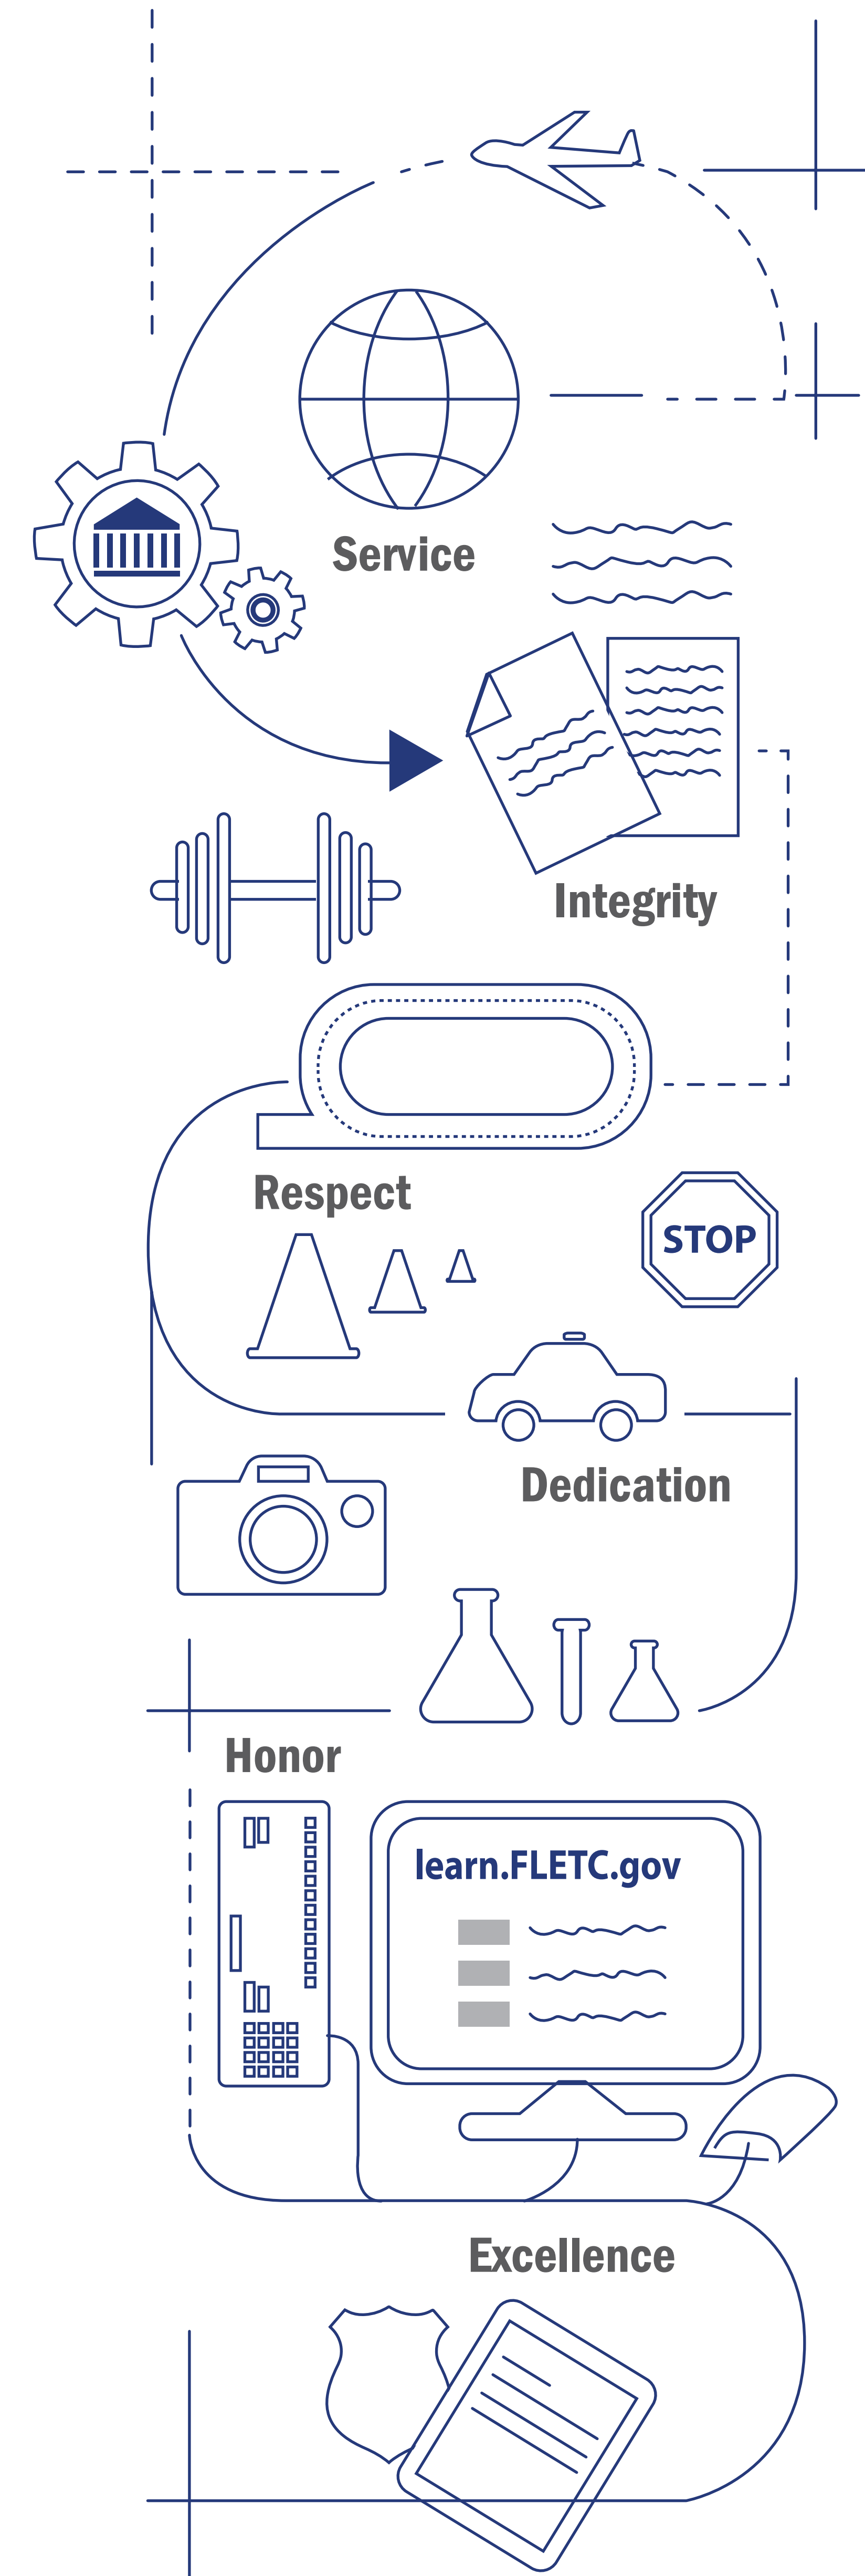 Service
Integrity
Respect
STOP
Dedication
Honor
learn.FLETC.gov
Excellence